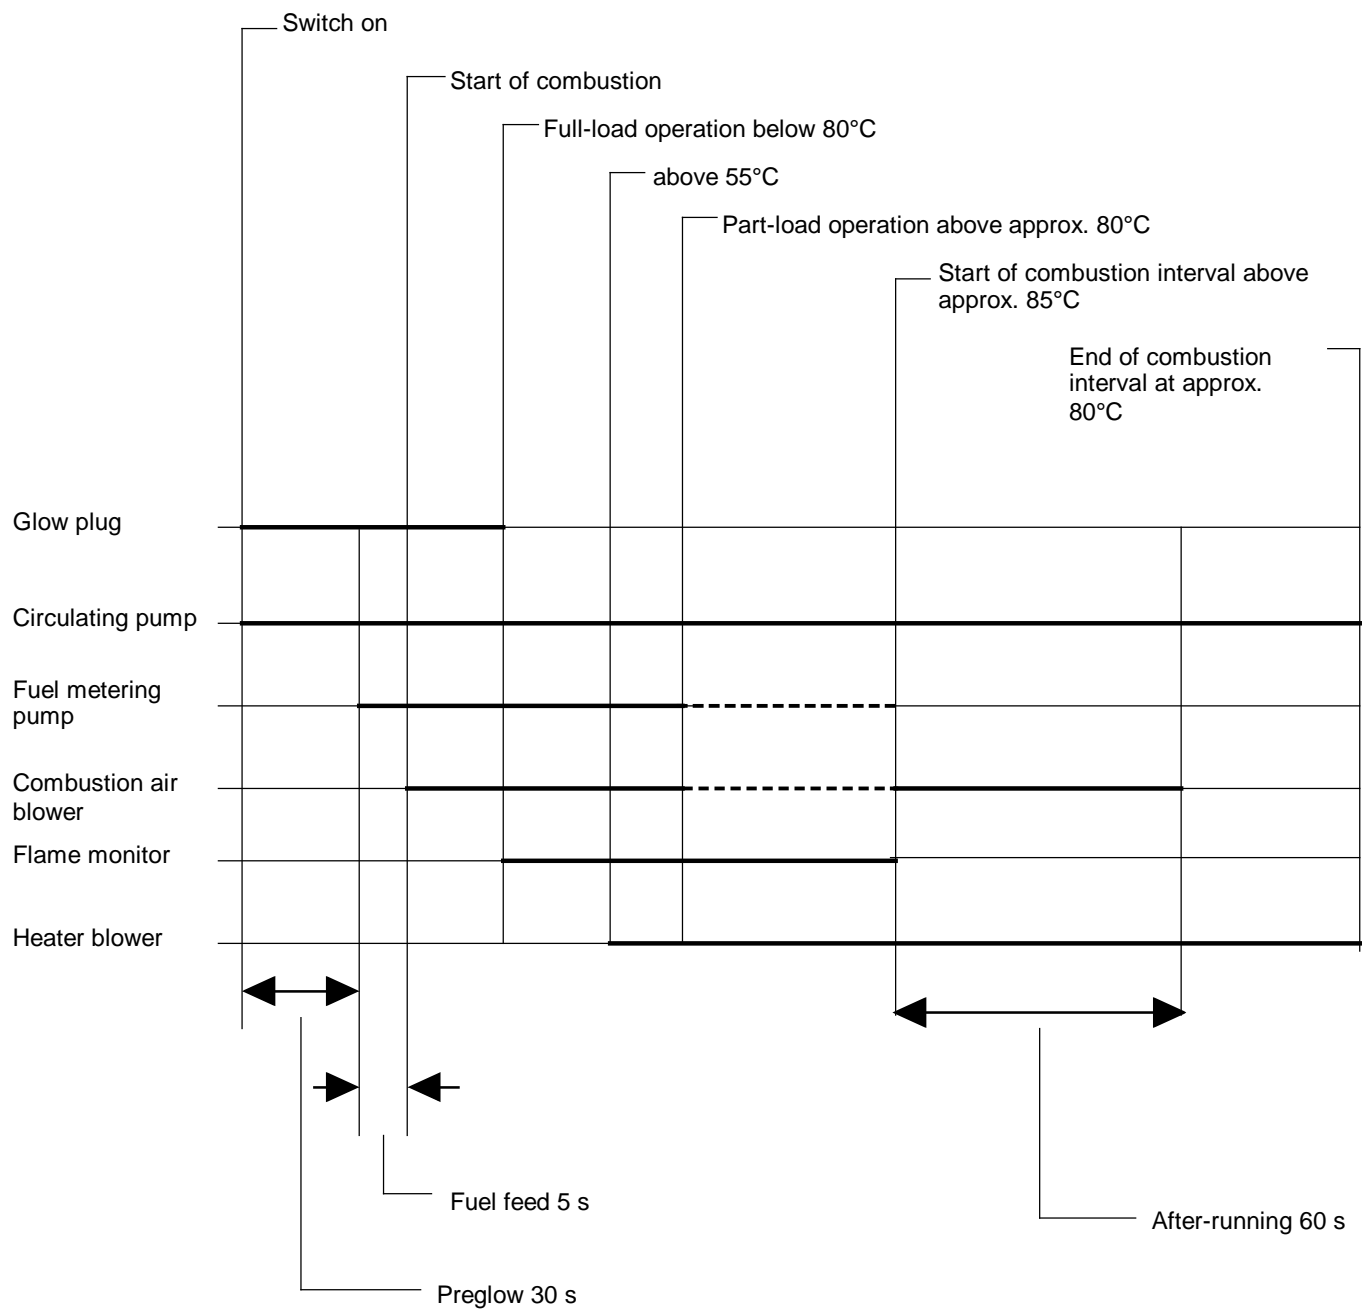 Switch on
Start of combustion
Full-load operation below 80°C
above 55°C
Part-load operation above approx. 80°C
Start of combustion interval above
approx. 85°C
End of combustion
interval at approx.
80°C
Glow plug
Circulating pump
Fuel metering
pump
Combustion air
blower
Flame monitor
Heater blower
Fuel feed 5 s
After-running 60 s
Preglow 30 s